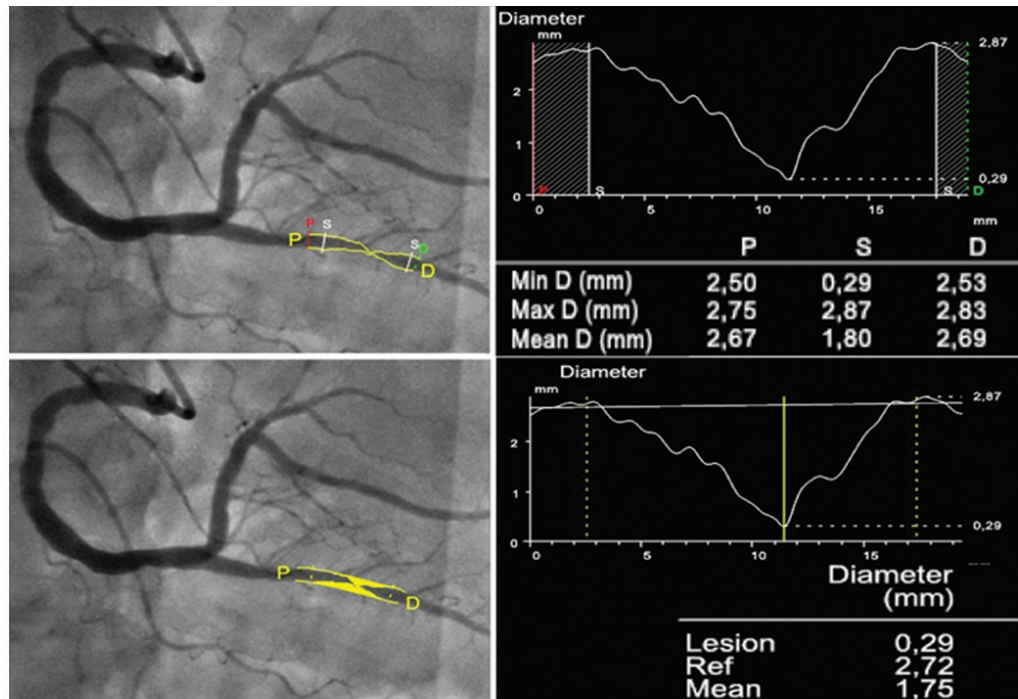 P
P
S
S
D
D
Diameter
mm
2,87
2
1
0,29
0
P
S
S
D
0
5
10
15
mm
P S D
Min D (mm) 2,50 0,29 2,53
Max D (mm) 2,75 2,87 2,83
Mean D (mm) 2,67 1,80 2,69
P
D
Diameter
mm
2,87
2
1
0,29
0
0
5
10
15
Diameter
(mm)
Lesion 0,29
Ref 2,72
Mean 1,75